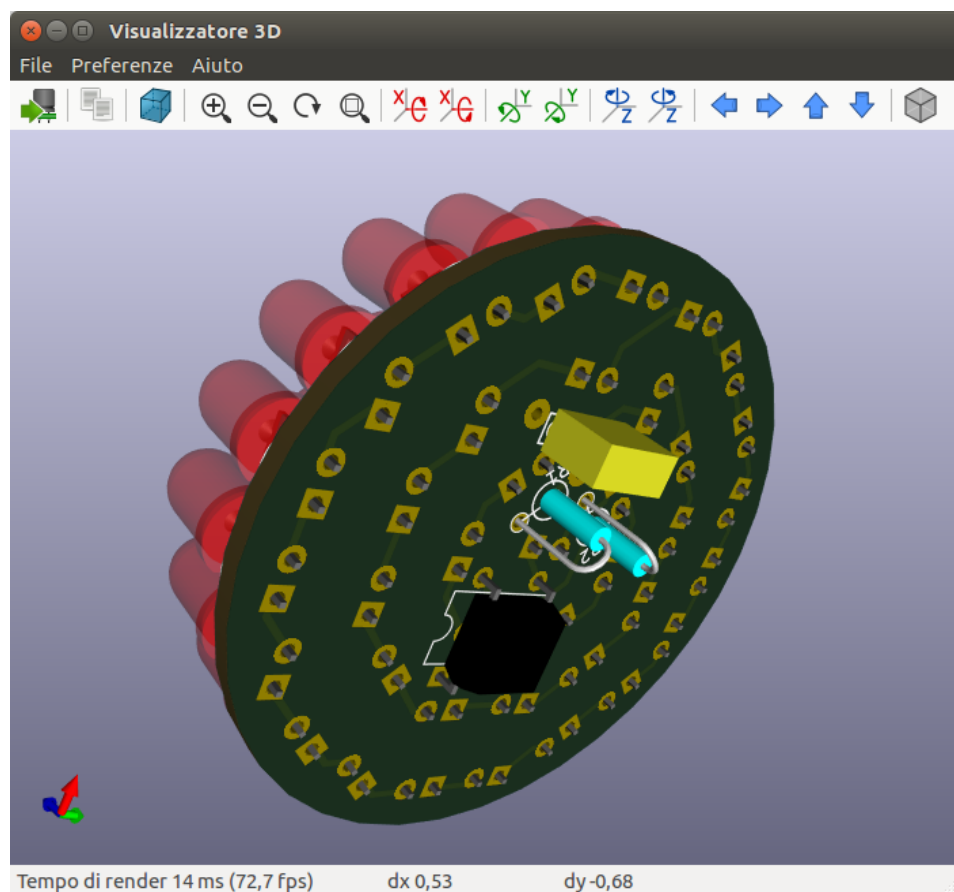 Visualizzatore 3D
File Preferenze Aiuto
X X Y Y Z Z
Tempo di render 14 ms (72,7 fps) dx 0,53 dy -0,68